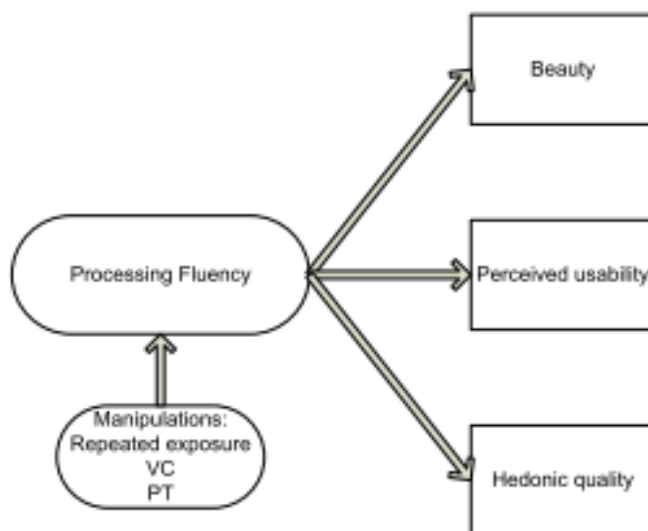 Beauty
Processing Fluency
Perceived usability
Manipulations:
Repeated exposure
VC
PT
Hedonic quality